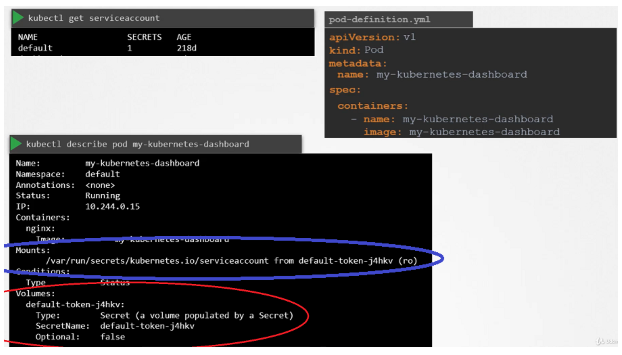 kubectl get serviceaccount
NAME SECRETS AGE
default 1 218d
pod-definition.yml
apiVersion: v1
kind: Pod
metadata:
name: my-kubernetes-dashboard
spec:
containers:
- name: my-kubernetes-dashboard
image: my-kubernetes-dashboard
kubectl describe pod my-kubernetes-dashboard
Name: my-kubernetes-dashboard
Namespace: default
Annotations: <none>
Status: Running
IP: 10.244.0.15
Containers:
nginx:
Image: my-kubernetes-dashboard
Mounts:
/var/run/secrets/kubernetes.io/serviceaccount from default-token-j4hkv (ro)
Conditions:
Type Status
Volumes:
default-token-j4hkv:
Type: Secret (a volume populated by a Secret)
SecretName: default-token-j4hkv
Optional: false